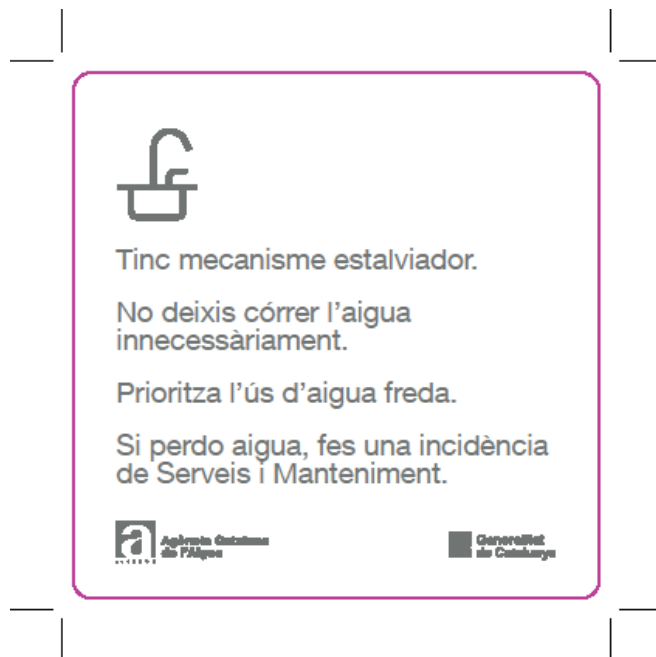 Tinc mecanisme estalviador.
No deixis córrer l'aigua
innecessàriament.
Prioritza l'ús d'aigua freda.
Si perdo aigua, fes una incidència
de Serveis i Manteniment.
Agència Catalana
de l'Aigua
Generalitat
de Catalunya